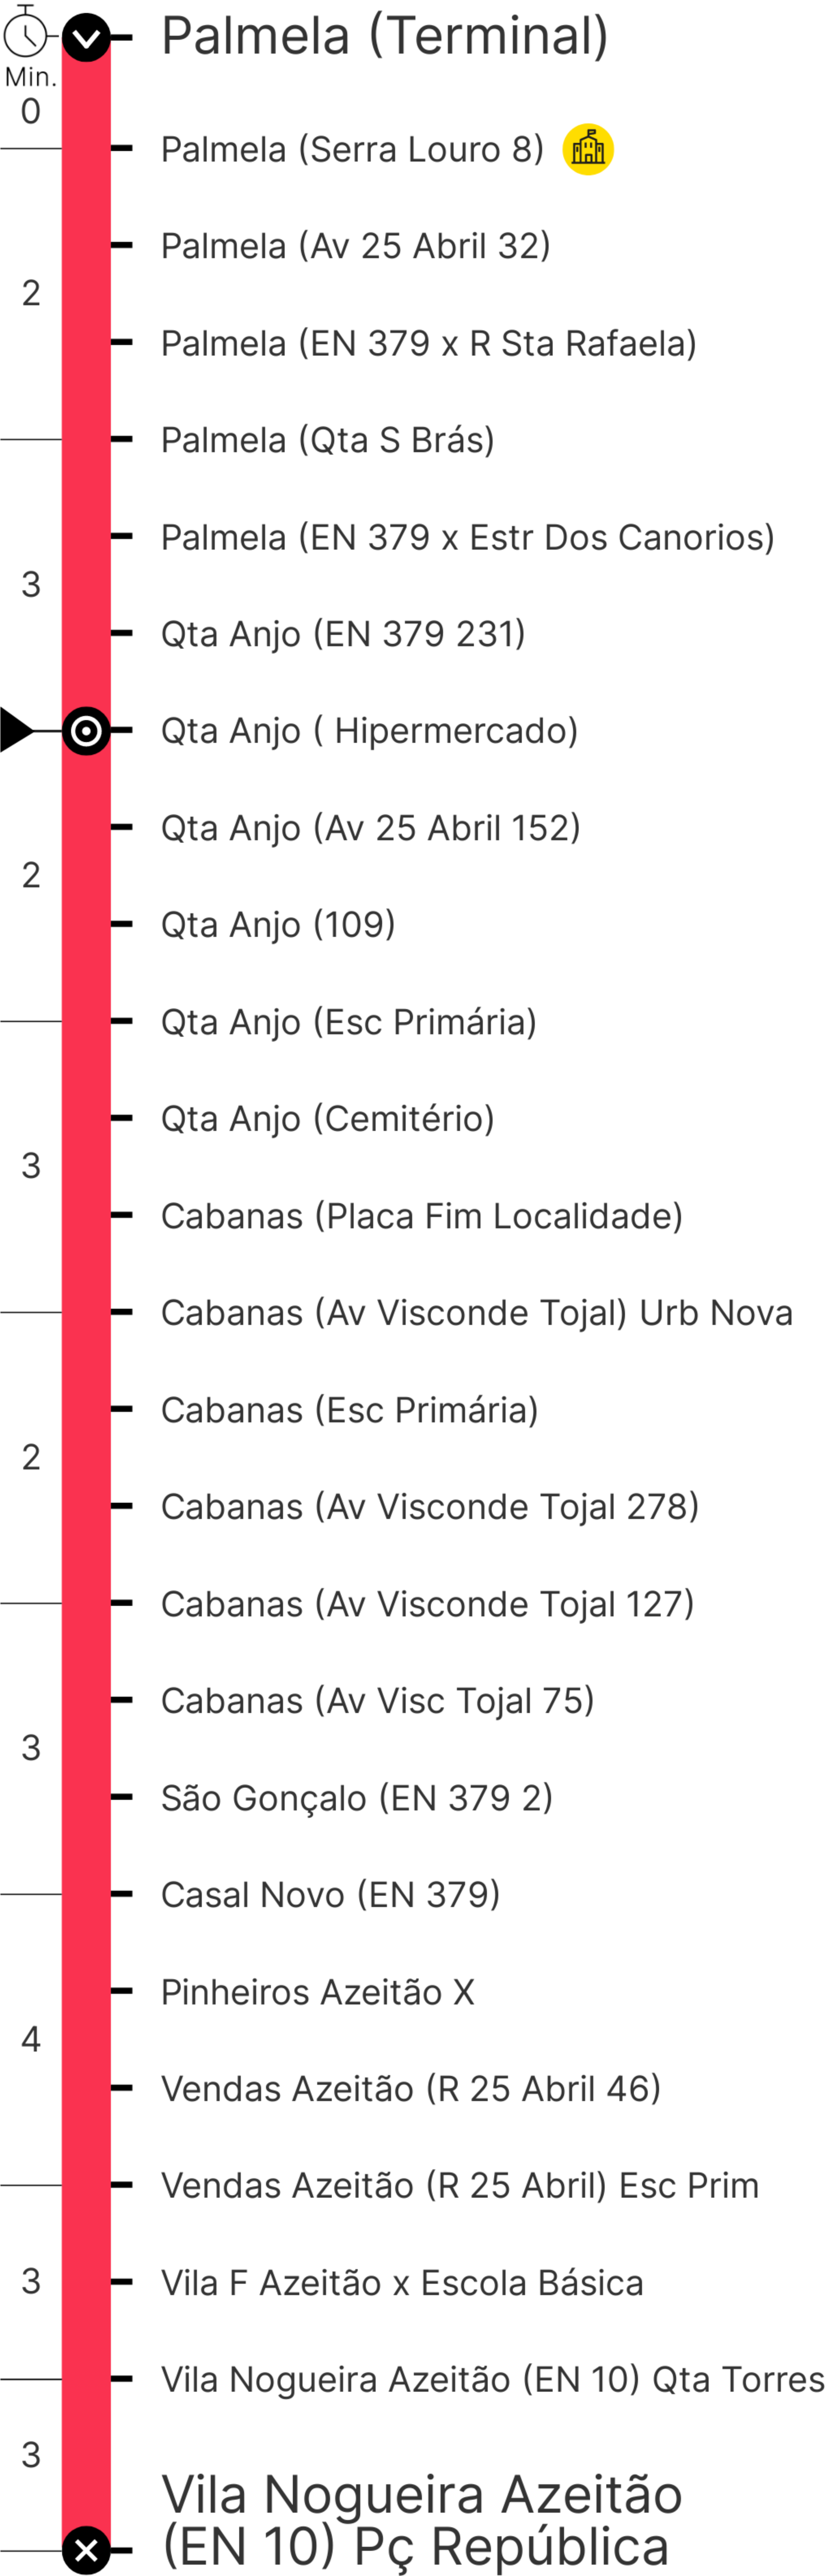 Palmela (Terminal)
Min.
0
Palmela (Serra Louro 8)
Palmela (Av 25 Abril 32)
2
Palmela (EN 379 x R Sta Rafaela)
Palmela (Qta S Brás)
Palmela (EN 379 x Estr Dos Canorios)
3
Qta Anjo (EN 379 231)
Qta Anjo ( Hipermercado)
Qta Anjo (Av 25 Abril 152)
2
Qta Anjo (109)
Qta Anjo (Esc Primária)
Qta Anjo (Cemitério)
3
Cabanas (Placa Fim Localidade)
Cabanas (Av Visconde Tojal) Urb Nova
Cabanas (Esc Primária)
2
Cabanas (Av Visconde Tojal 278)
Cabanas (Av Visconde Tojal 127)
Cabanas (Av Visc Tojal 75)
3
São Gonçalo (EN 379 2)
Casal Novo (EN 379)
Pinheiros Azeitão X
4
Vendas Azeitão (R 25 Abril 46)
Vendas Azeitão (R 25 Abril) Esc Prim
3
Vila F Azeitão x Escola Básica
Vila Nogueira Azeitão (EN 10) Qta Torres
3
Vila Nogueira Azeitão
(EN 10) Pç República